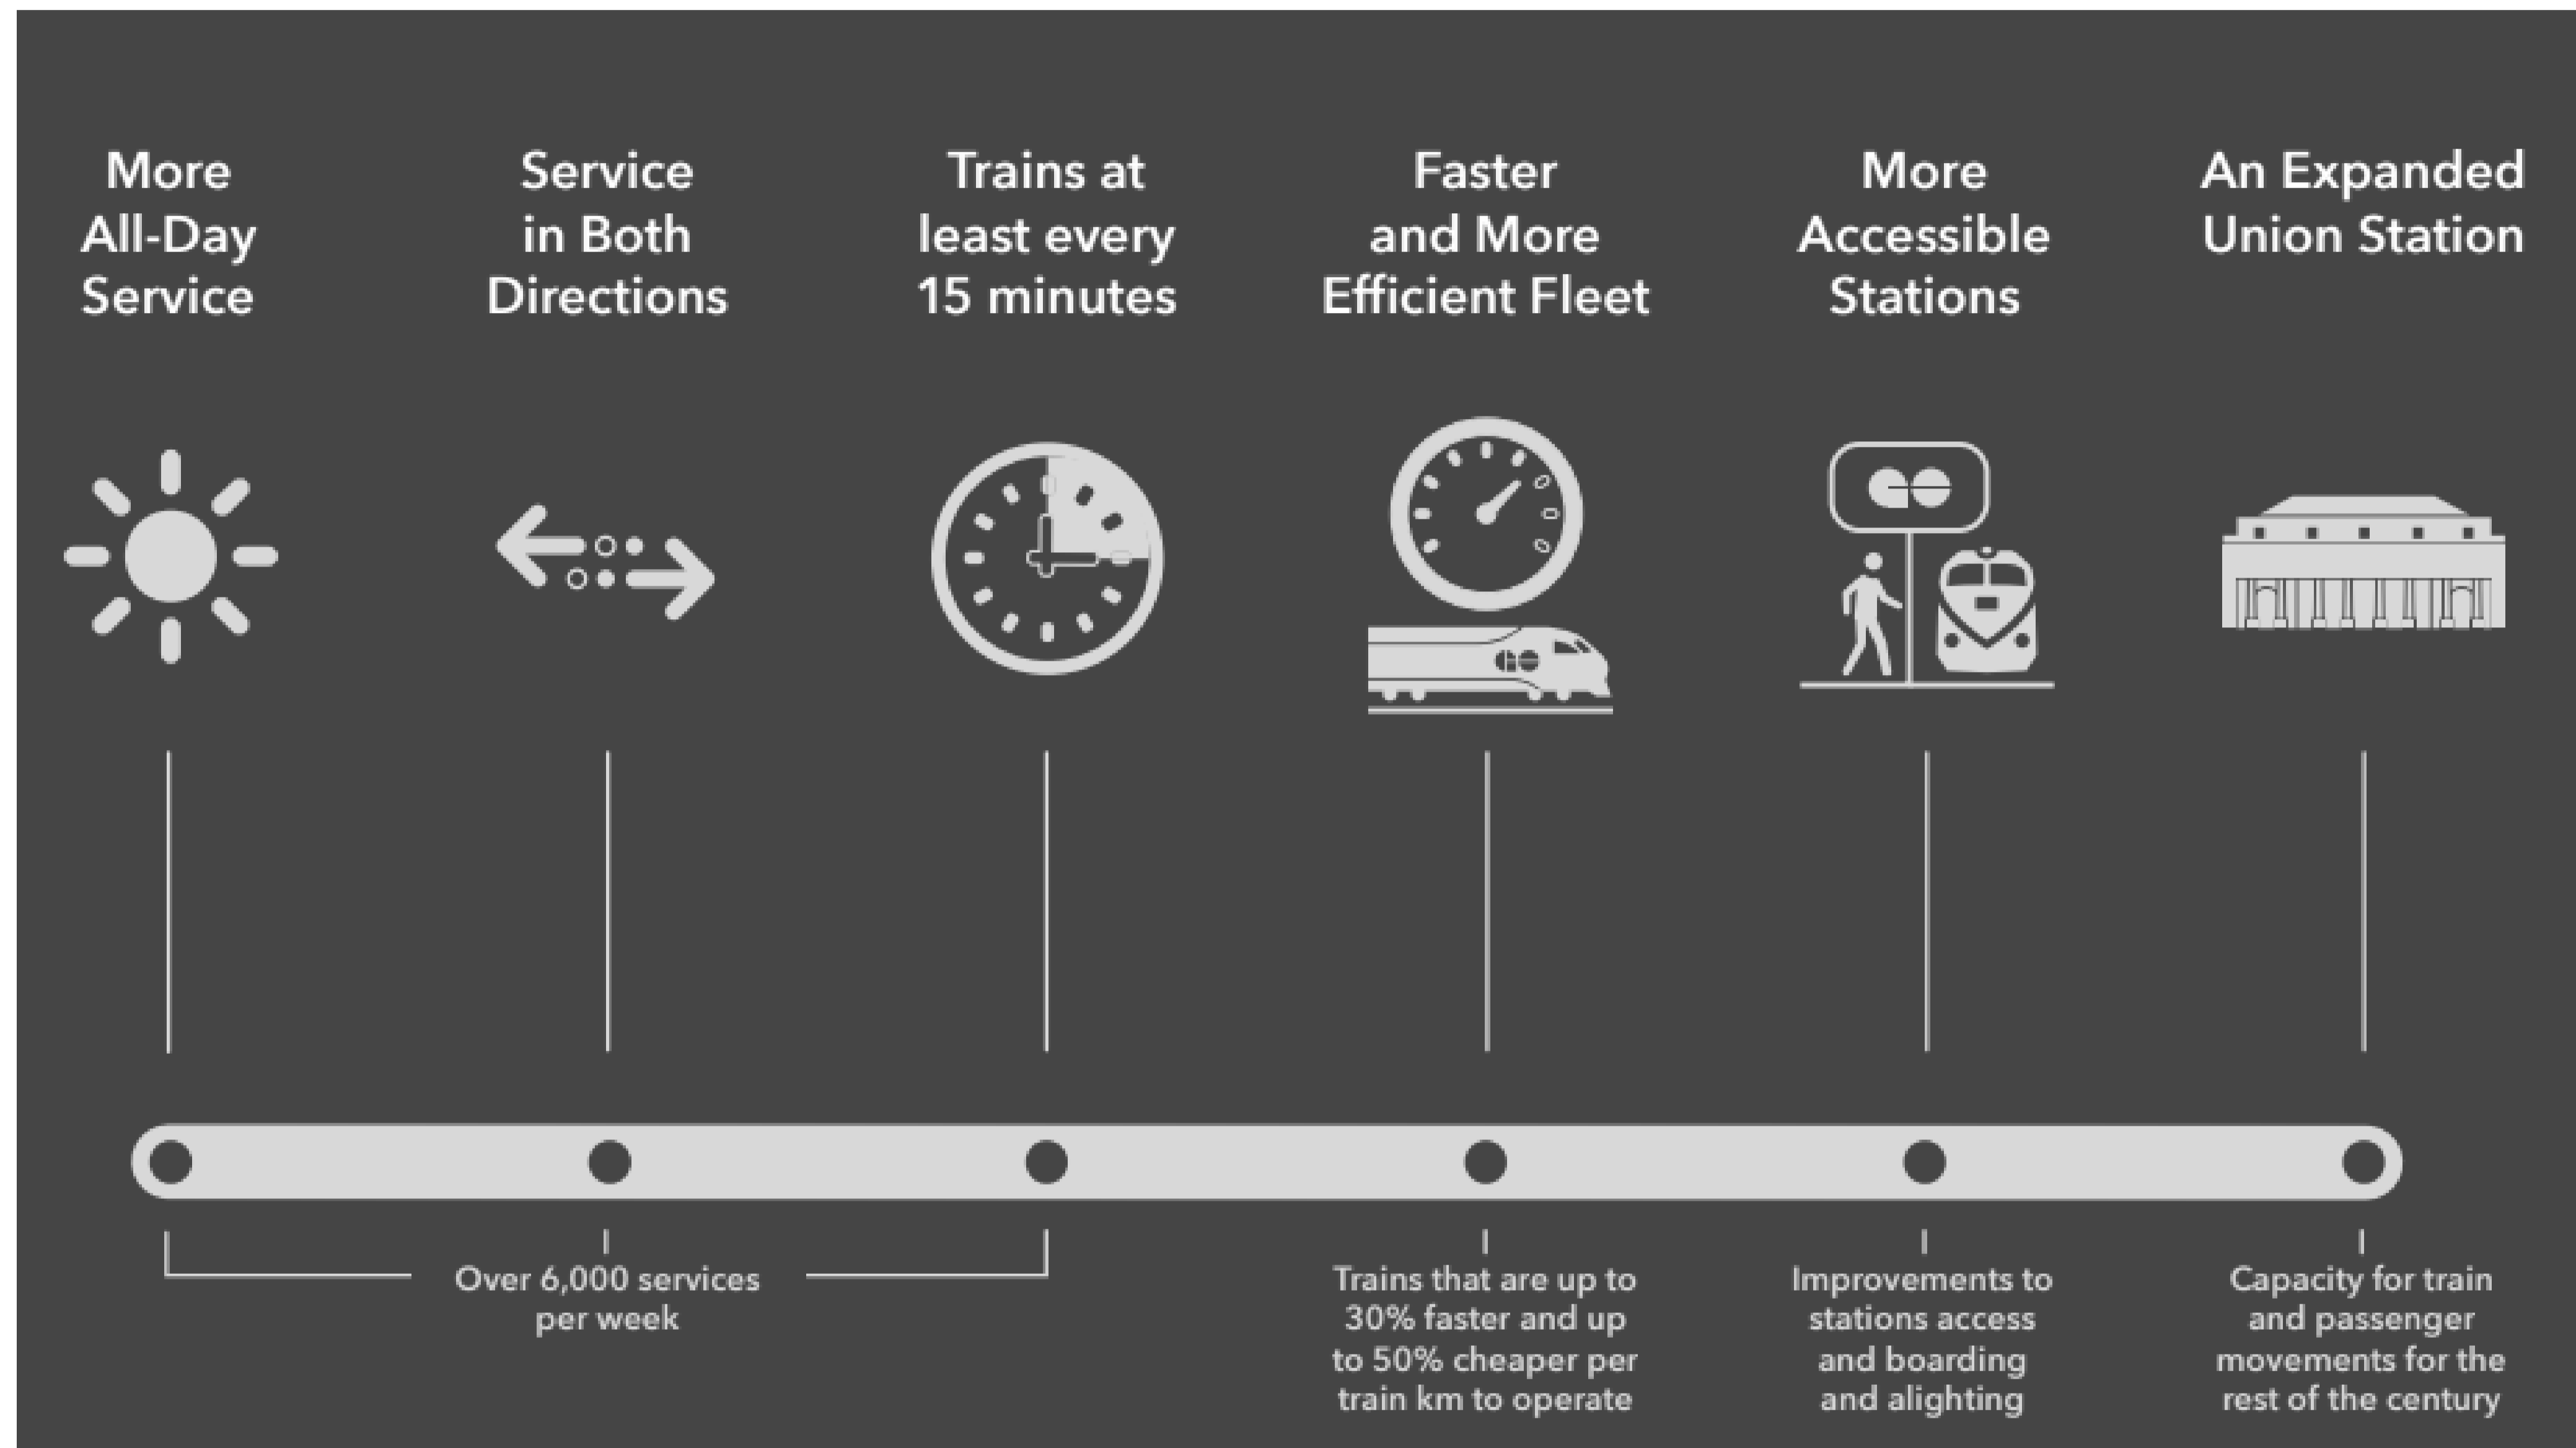 More
All-Day
Service
Service
in Both
Directions
Trains at
least every
15 minutes
Faster
and More
Efficient Fleet
More
Accessible
Stations
An Expanded
Union Station
Over 6,000 services
per week
Trains that are up to
30% faster and up
to 50% cheaper per
train km to operate
Improvements to
stations access
and boarding
and alighting
Capacity for train
and passenger
movements for the
rest of the century